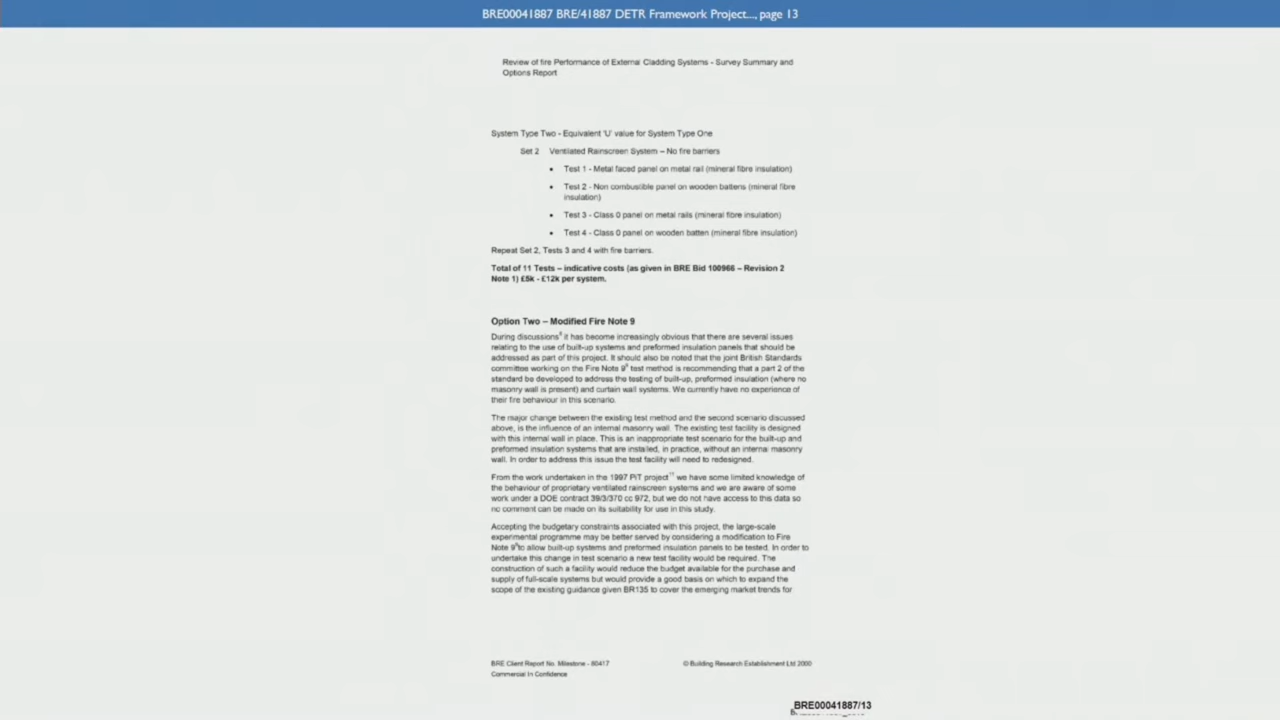 BRE00041887 BRE/41887 DETR Framework Project..., page 13
Review of fire Performance of External Cladding Systems - Survey Summary and
Options Report
System Type Two - Equivalent 'U' value for System Type One
Set 2 Ventilated Rainscreen System – No fire barriers
• Test 1 - Metal faced panel on metal rail (mineral fibre insulation)
• Test 2 - Non combustible panel on wooden battens (mineral fibre
insulation)
• Test 3 - Class 0 panel on metal rails (mineral fibre insulation)
• Test 4 - Class 0 panel on wooden batten (mineral fibre insulation)
Repeat Set 2, Tests 3 and 4 with fire barriers.
Total of 11 Tests – indicative costs (as given in BRE Bid 100966 – Revision 2
Note 1) £5k - £12k per system.
Option Two – Modified Fire Note 9
During discussions it has become increasingly obvious that there are several issues
relating to the use of built-up systems and preformed insulation panels that should be
addressed as part of this project. It should also be noted that the joint British Standards
committee working on the Fire Note 9 test method is recommending that a part 2 of the
standard be developed to address the testing of built-up, preformed insulation (where no
masonry wall is present) and curtain wall systems. We currently have no experience of
their fire behaviour in this scenario.
The major change between the existing test method and the second scenario discussed
above, is the influence of an internal masonry wall. The existing test facility is designed
with this internal wall in place. This is an inappropriate test scenario for the built-up and
preformed insulation systems that are installed, in practice, without an internal masonry
wall. In order to address this issue the test facility will need to redesigned.
From the work undertaken in the 1997 PiT project we have some limited knowledge of
the behaviour of proprietary ventilated rainscreen systems and we are aware of some
work under a DOE contract 39/3/370 cc 972, but we do not have access to this data so
no comment can be made on its suitability for use in this study.
Accepting the budgetary constraints associated with this project, the large-scale
experimental programme may be better served by considering a modification to Fire
Note 9 to allow built-up systems and preformed insulation panels to be tested. In order to
undertake this change in test scenario a new test facility would be required. The
construction of such a facility would reduce the budget available for the purchase and
supply of full-scale systems but would provide a good basis on which to expand the
scope of the existing guidance given BR135 to cover the emerging market trends for
BRE Client Report No. Milestone - 80417 © Building Research Establishment Ltd 2000
Commercial In Confidence
BRE00041887/13